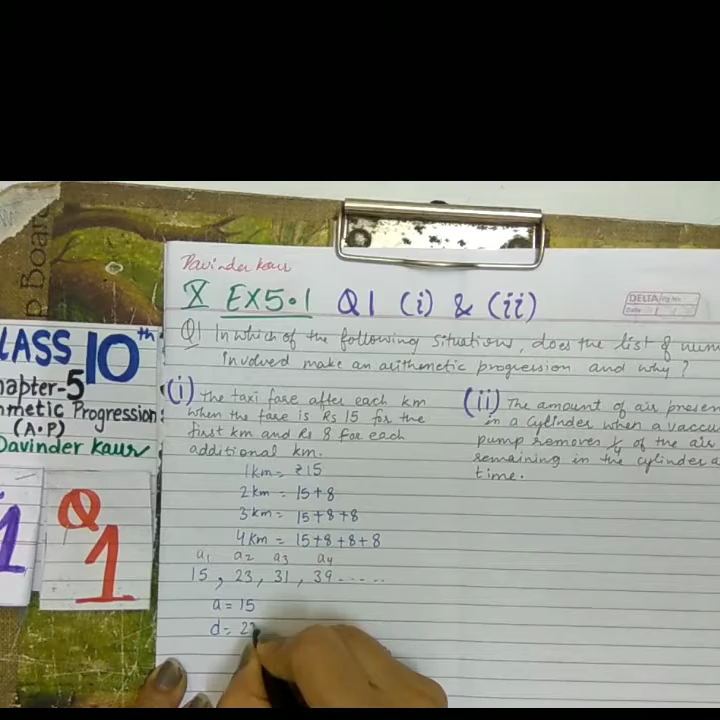 Davinder Kaur
X EX5.1 Q1 (i) & (ii)
DELTA
Date
Q1 In which of the following situations, does the list of num
involved make an arithmetic progression and why?
(i) The taxi fare after each km
when the fare is Rs 15 for the
first km and Rs 8 for each
additional km.
1km = ₹15
2km = 15+8
3km = 15+8+8
4km = 15+8+8+8
a1 a2 a3 a4
15, 23, 31, 39.....
a = 15
d =
(ii) The amount of air presen
in a cylinder when a vaccu
pump removes 1/4 of the air
remaining in the cylinder a
time.
LASS 10th
hapter-5
hmetic Progression
(A.P)
Davinder Kaur
1
Q
1